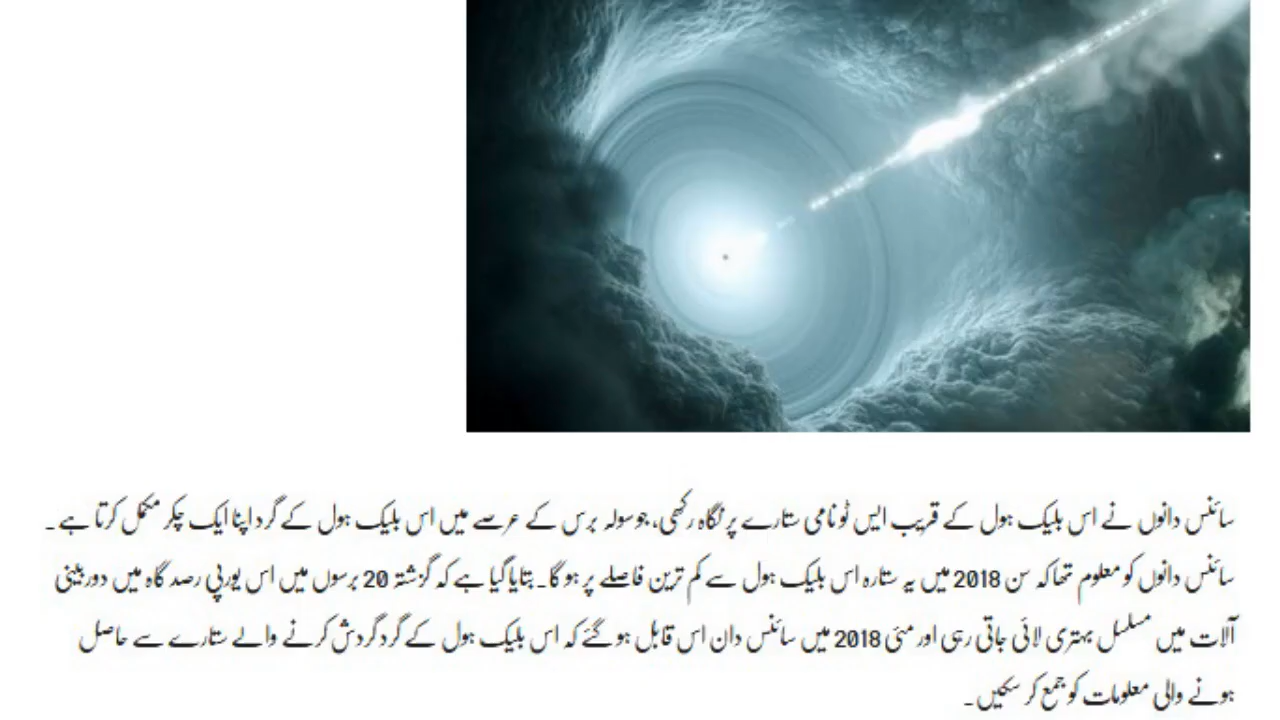 سائنس دانوں نے اس بلیک ہول کے قریب ایس ٹو نامی ستارے پر نگاہ رکھی، جو سولہ برس کے عرصے میں اس بلیک ہول کے گرد اپنا ایک چکر مکمل کرتا ہے۔
سائنس دانوں کو معلوم تھا کہ سن 2018 میں یہ ستارہ اس بلیک ہول سے کم ترین فاصلے پر ہو گا۔ بتایا گیا ہے کہ گزشتہ 20 برسوں میں اس یورپی رصد گاہ میں دوربینی
آلات میں مسلسل بہتری لائی جاتی رہی اور مئی 2018 میں سائنس دان اس قابل ہو گئے کہ اس بلیک ہول کے گرد گردش کرنے والے ستارے سے حاصل
ہونے والی معلومات کو جمع کر سکیں۔